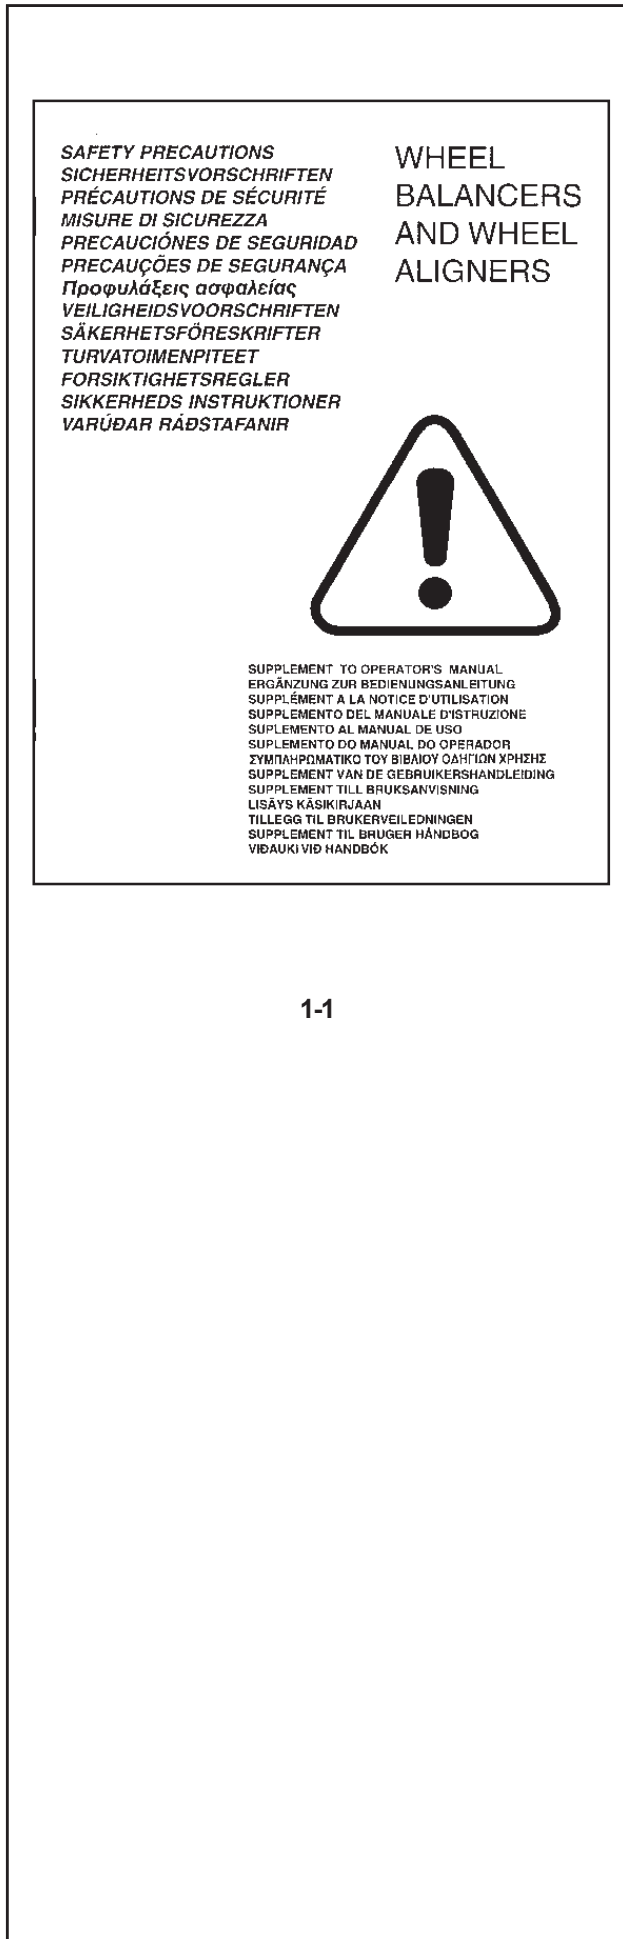 SAFETY PRECAUTIONS
SICHERHEITSVORSCHRIFTEN
PRÉCAUTIONS DE SÉCURITÉ
MISURE DI SICUREZZA
PRECAUCIÓNES DE SEGURIDAD
PRECAUÇÕES DE SEGURANÇA
Προφυλάξεις ασφαλείας
VEILIGHEIDSVOORSCHRIFTEN
SÄKERHETSFÖRESKRIFTER
TURVATOIMENPITEET
FORSIKTIGHETSREGLER
SIKKERHEDS INSTRUKTIONER
VARÚÐAR RÁÐSTAFANIR
WHEEL
BALANCERS
AND WHEEL
ALIGNERS
SUPPLEMENT TO OPERATOR'S MANUAL
ERGÄNZUNG ZUR BEDIENUNGSANLEITUNG
SUPPLÉMENT A LA NOTICE D'UTILISATION
SUPPLEMENTO DEL MANUALE D'ISTRUZIONE
SUPLEMENTO AL MANUAL DE USO
SUPLEMENTO DO MANUAL DO OPERADOR
ΣΥΜΠΛΗΡΩΜΑΤΙΚΟ ΤΟΥ ΒΙΒΛΙΟΥ ΟΔΗΓΙΩΝ ΧΡΗΣΗΣ
SUPPLEMENT VAN DE GEBRUIKERSHANDLEIDING
SUPPLEMENT TILL BRUKSANVISNING
LISÄYS KÄSIKIRJAAN
TILLEGG TIL BRUKERVEILEDNINGEN
SUPPLEMENT TIL BRUGER HÅNDBOG
VIÐAUKI VIÐ HANDBÓK
1-1